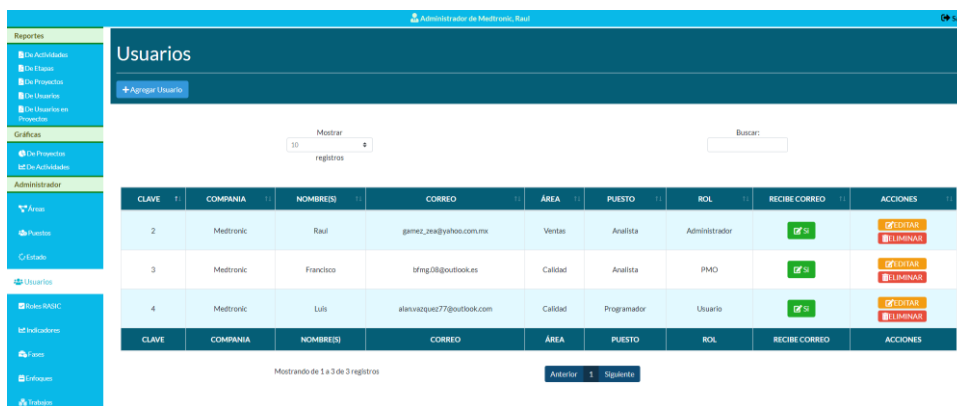 Administrador de Medtronic, Raul
Reportes
De Actividades
De Etapas
De Proyectos
De Usuarios
De Usuarios en
Proyectos
Gráficas
De Proyectos
De Actividades
Administrador
Áreas
Puestos
Estado
Usuarios
Roles RASIC
Indicadores
Fases
Enfoques
Trabajos
Usuarios
+ Agregar Usuario
Mostrar
10
registros
Buscar:
CLAVE COMPANIA NOMBRE(S) CORREO ÁREA PUESTO ROL RECIBE CORREO ACCIONES
2 Medtronic Raul gamez_zea@yahoo.com.mx Ventas Analista Administrador SI EDITAR
ELIMINAR
3 Medtronic Francisco bfmg.08@outlook.es Calidad Analista PMO SI EDITAR
ELIMINAR
4 Medtronic Luis alan.vazquez77@outlook.com Calidad Programador Usuario SI EDITAR
ELIMINAR
CLAVE COMPANIA NOMBRE(S) CORREO ÁREA PUESTO ROL RECIBE CORREO ACCIONES
Mostrando de 1 a 3 de 3 registros
Anterior 1 Siguiente